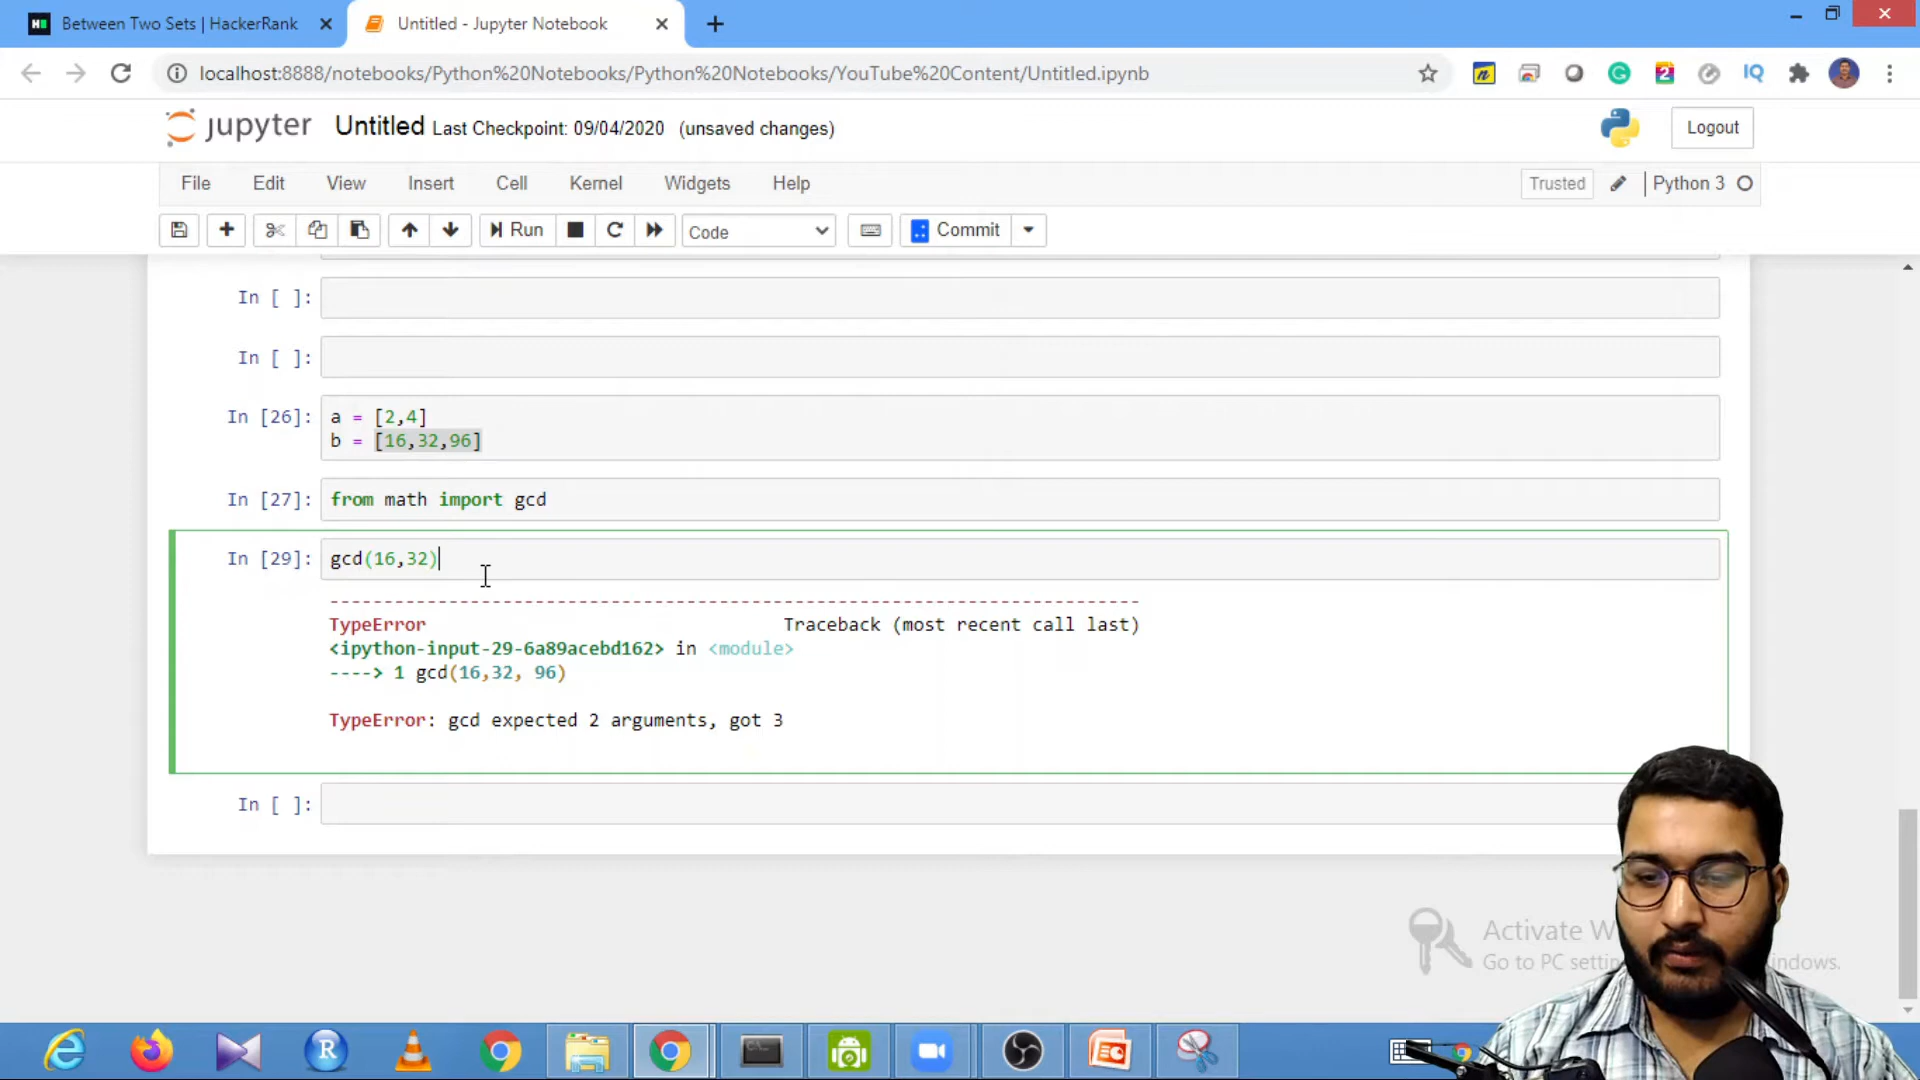 Between Two Sets | HackerRank
Untitled - Jupyter Notebook
localhost:8888/notebooks/Python%20Notebooks/Python%20Notebooks/YouTube%20Content/Untitled.ipynb
jupyter Untitled Last Checkpoint: 09/04/2020 (unsaved changes)
Logout
File Edit View Insert Cell Kernel Widgets Help
Trusted Python 3
Run Code Commit
In [ ]:
In [ ]:
In [26]: a = [2,4]
b = [16,32,96]
In [27]: from math import gcd
In [29]: gcd(16,32)
---------------------------------------------------------------------------
TypeError Traceback (most recent call last)
<ipython-input-29-6a89acebd162> in <module>
----> 1 gcd(16,32, 96)
TypeError: gcd expected 2 arguments, got 3
In [ ]:
Activate W
Go to PC settin ndows.